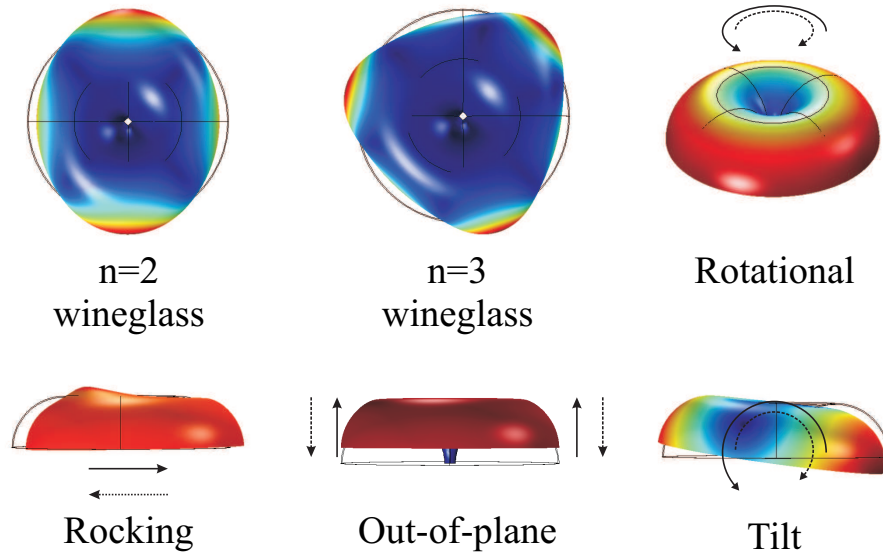 n=2
wineglass
n=3
wineglass
Rotational
Rocking
Out-of-plane
Tilt